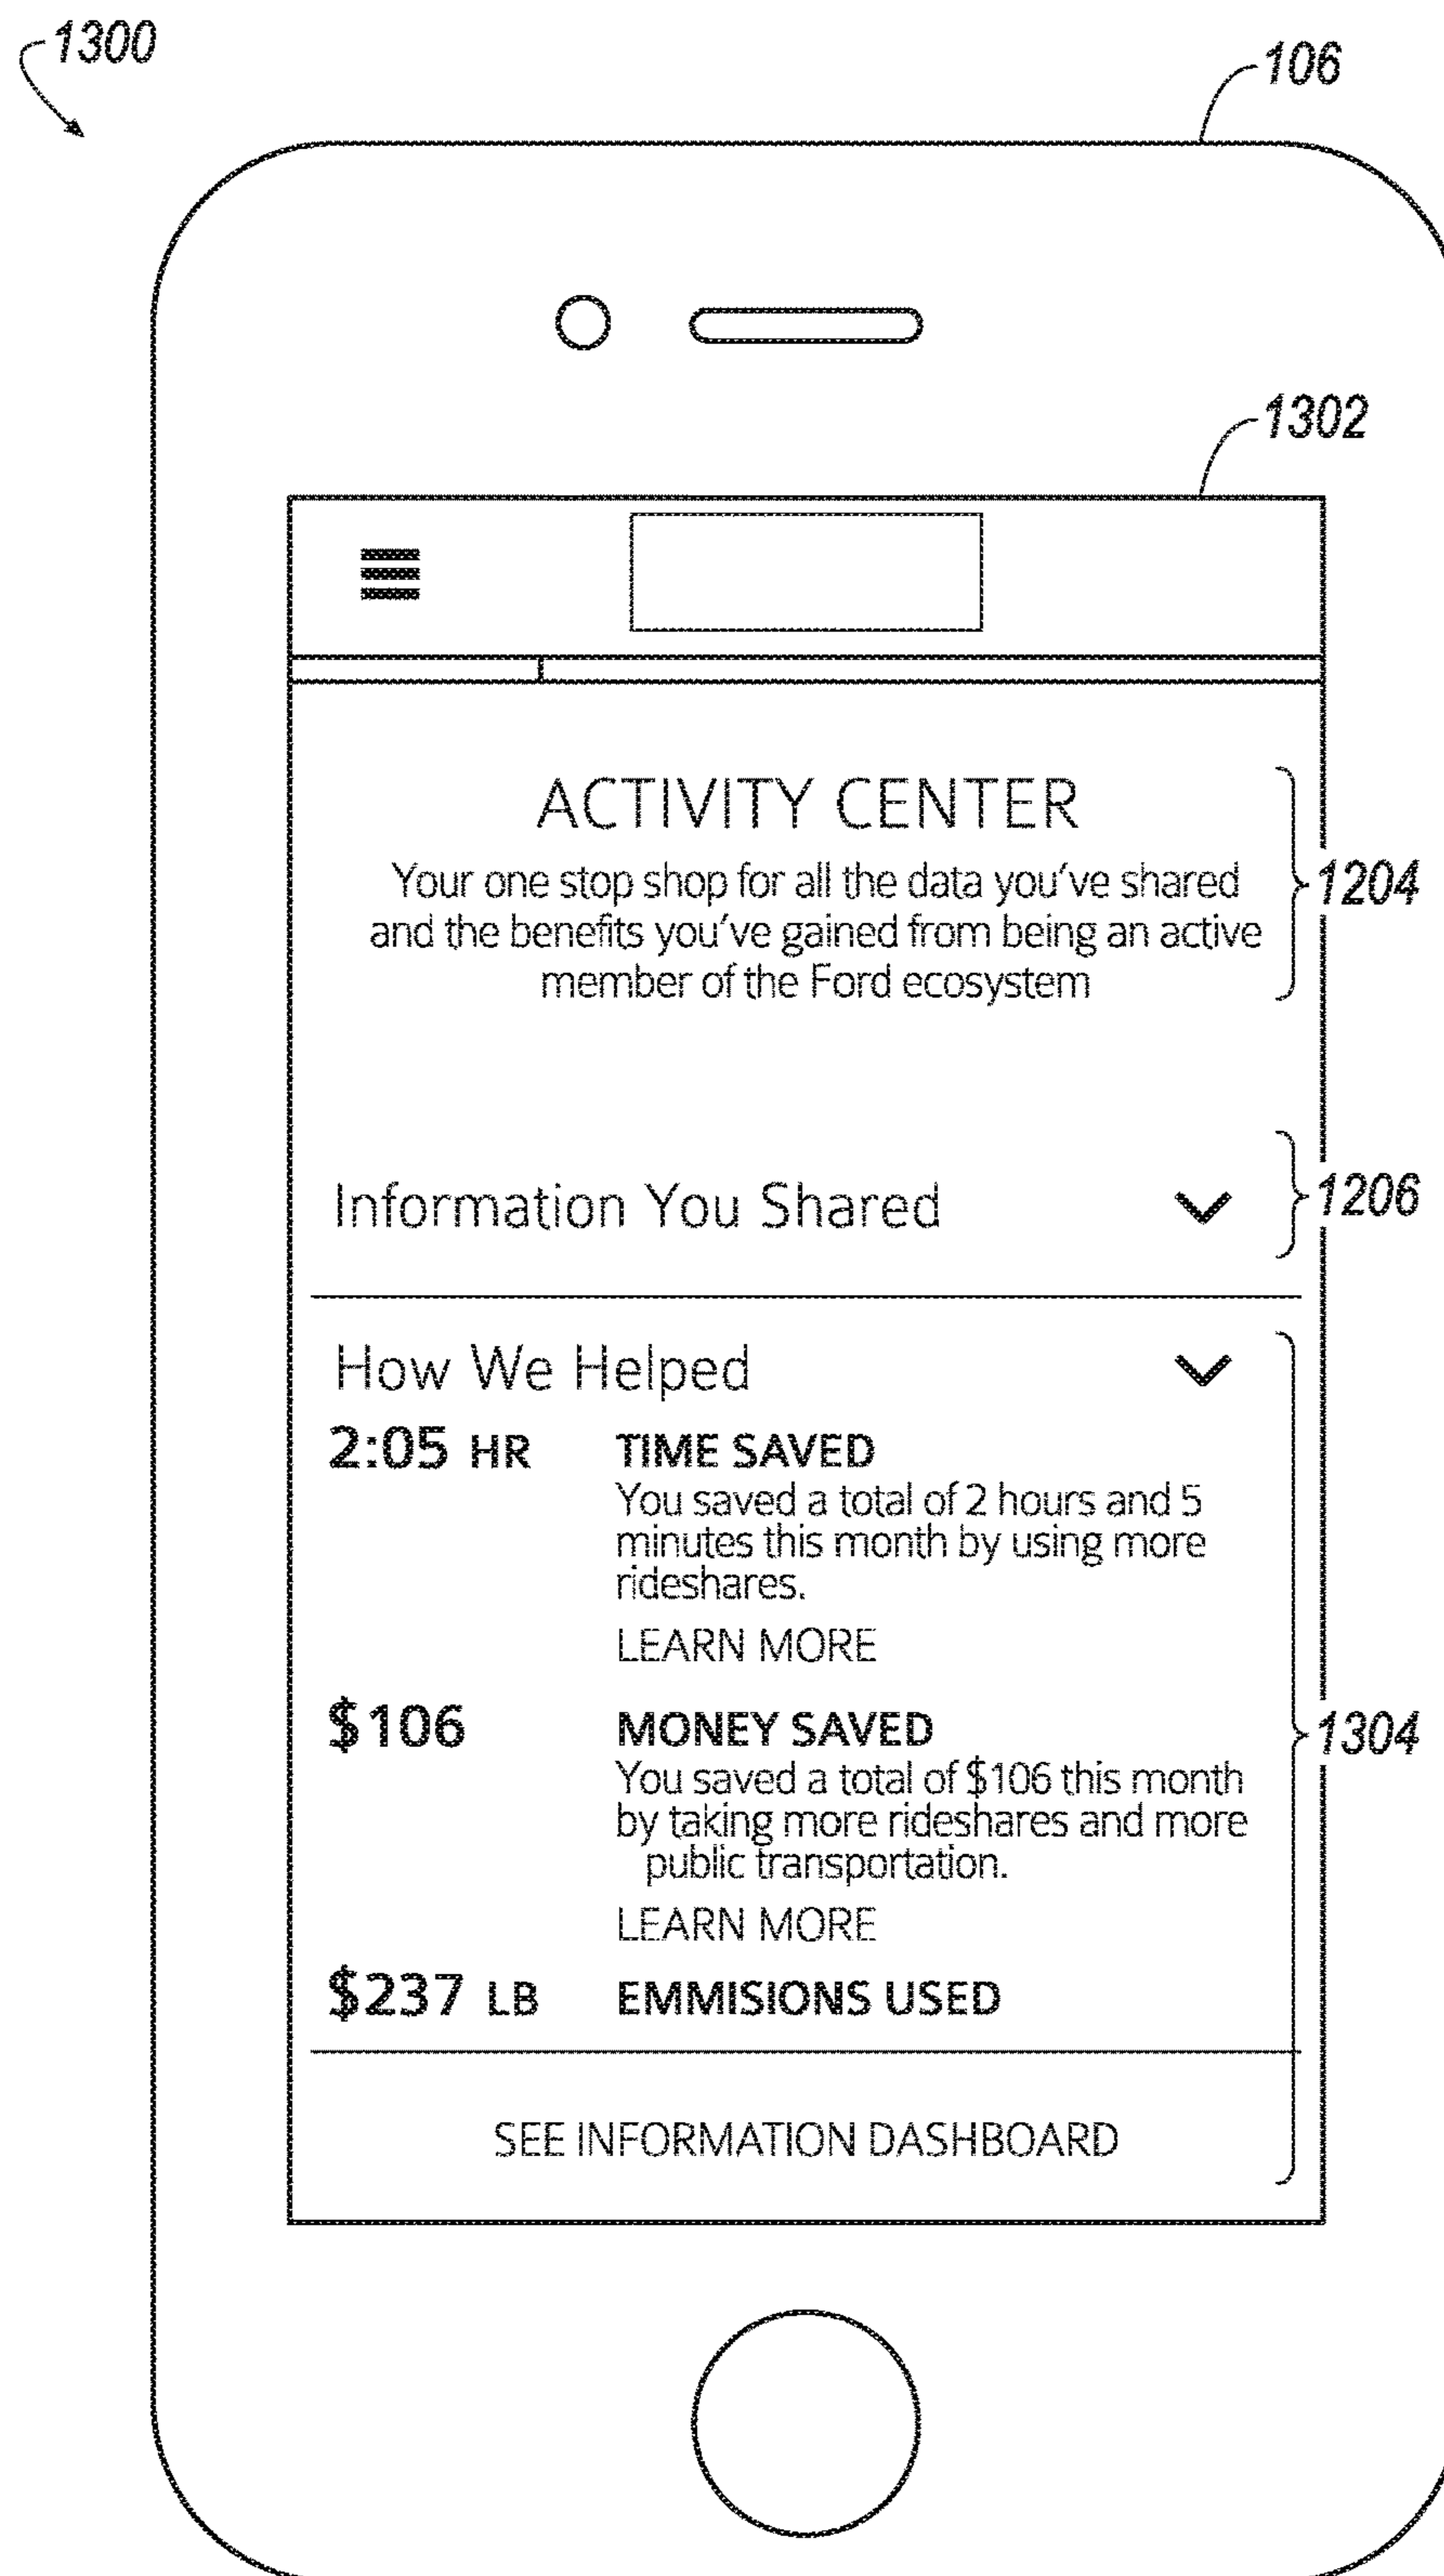 1300
106
1302
ACTIVITY CENTER
Your one stop shop for all the data you've shared
and the benefits you've gained from being an active
member of the Ford ecosystem
1204
Information You Shared
1206
How We Helped
2:05 HR TIME SAVED
You saved a total of 2 hours and 5
minutes this month by using more
rideshares.
LEARN MORE
$106 MONEY SAVED
You saved a total of $106 this month
by taking more rideshares and more
public transportation.
LEARN MORE
1304
$237 LB EMMISIONS USED
SEE INFORMATION DASHBOARD